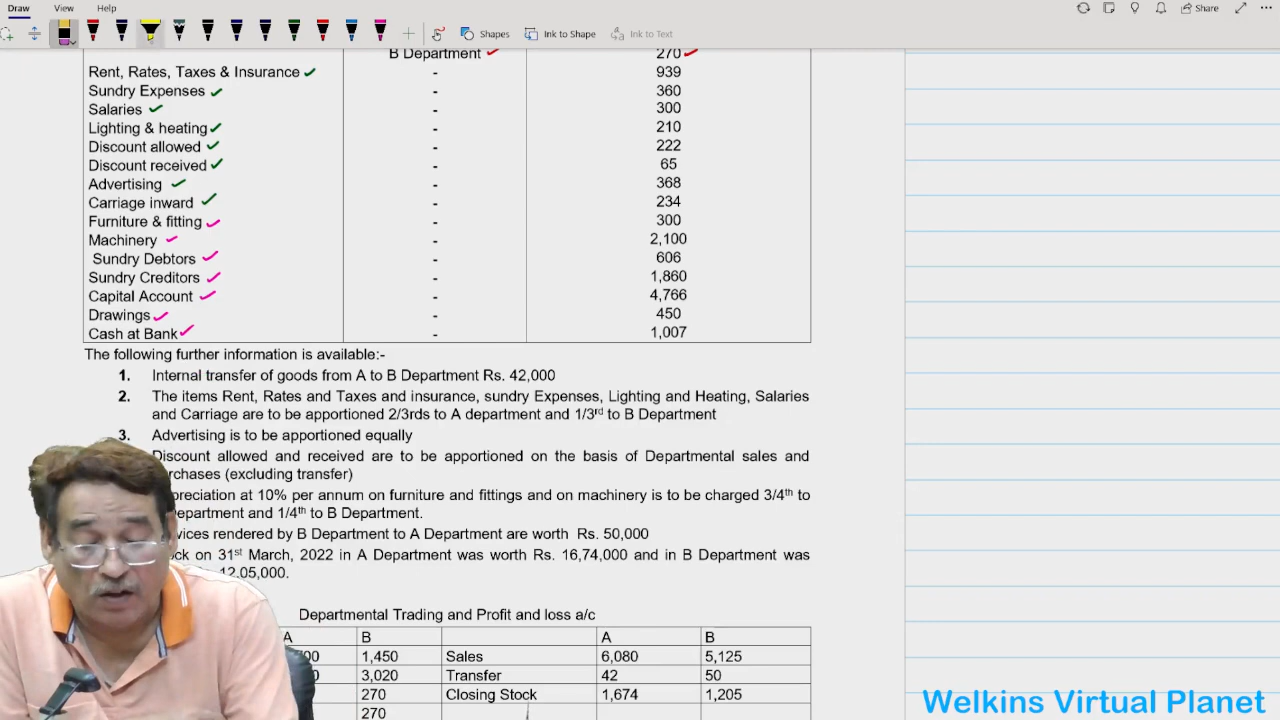 Draw View Help
Share
Shapes Ink to Shape Ink to Text
B Department 270
Rent, Rates, Taxes & Insurance - 939
Sundry Expenses - 360
Salaries - 300
Lighting & heating - 210
Discount allowed - 222
Discount received - 65
Advertising - 368
Carriage inward - 234
Furniture & fitting - 300
Machinery - 2,100
Sundry Debtors - 606
Sundry Creditors - 1,860
Capital Account - 4,766
Drawings - 450
Cash at Bank - 1,007
The following further information is available:-
1. Internal transfer of goods from A to B Department Rs. 42,000
2. The items Rent, Rates and Taxes and insurance, sundry Expenses, Lighting and Heating, Salaries
and Carriage are to be apportioned 2/3rds to A department and 1/3rd to B Department
3. Advertising is to be apportioned equally
Discount allowed and received are to be apportioned on the basis of Departmental sales and
rchases (excluding transfer)
preciation at 10% per annum on furniture and fittings and on machinery is to be charged 3/4th to
epartment and 1/4th to B Department.
vices rendered by B Department to A Department are worth Rs. 50,000
ck on 31st March, 2022 in A Department was worth Rs. 16,74,000 and in B Department was
12,05,000.
Departmental Trading and Profit and loss a/c
A B A B
00 1,450 Sales 6,080 5,125
0 3,020 Transfer 42 50
270 Closing Stock 1,674 1,205
270
Welkins Virtual Planet